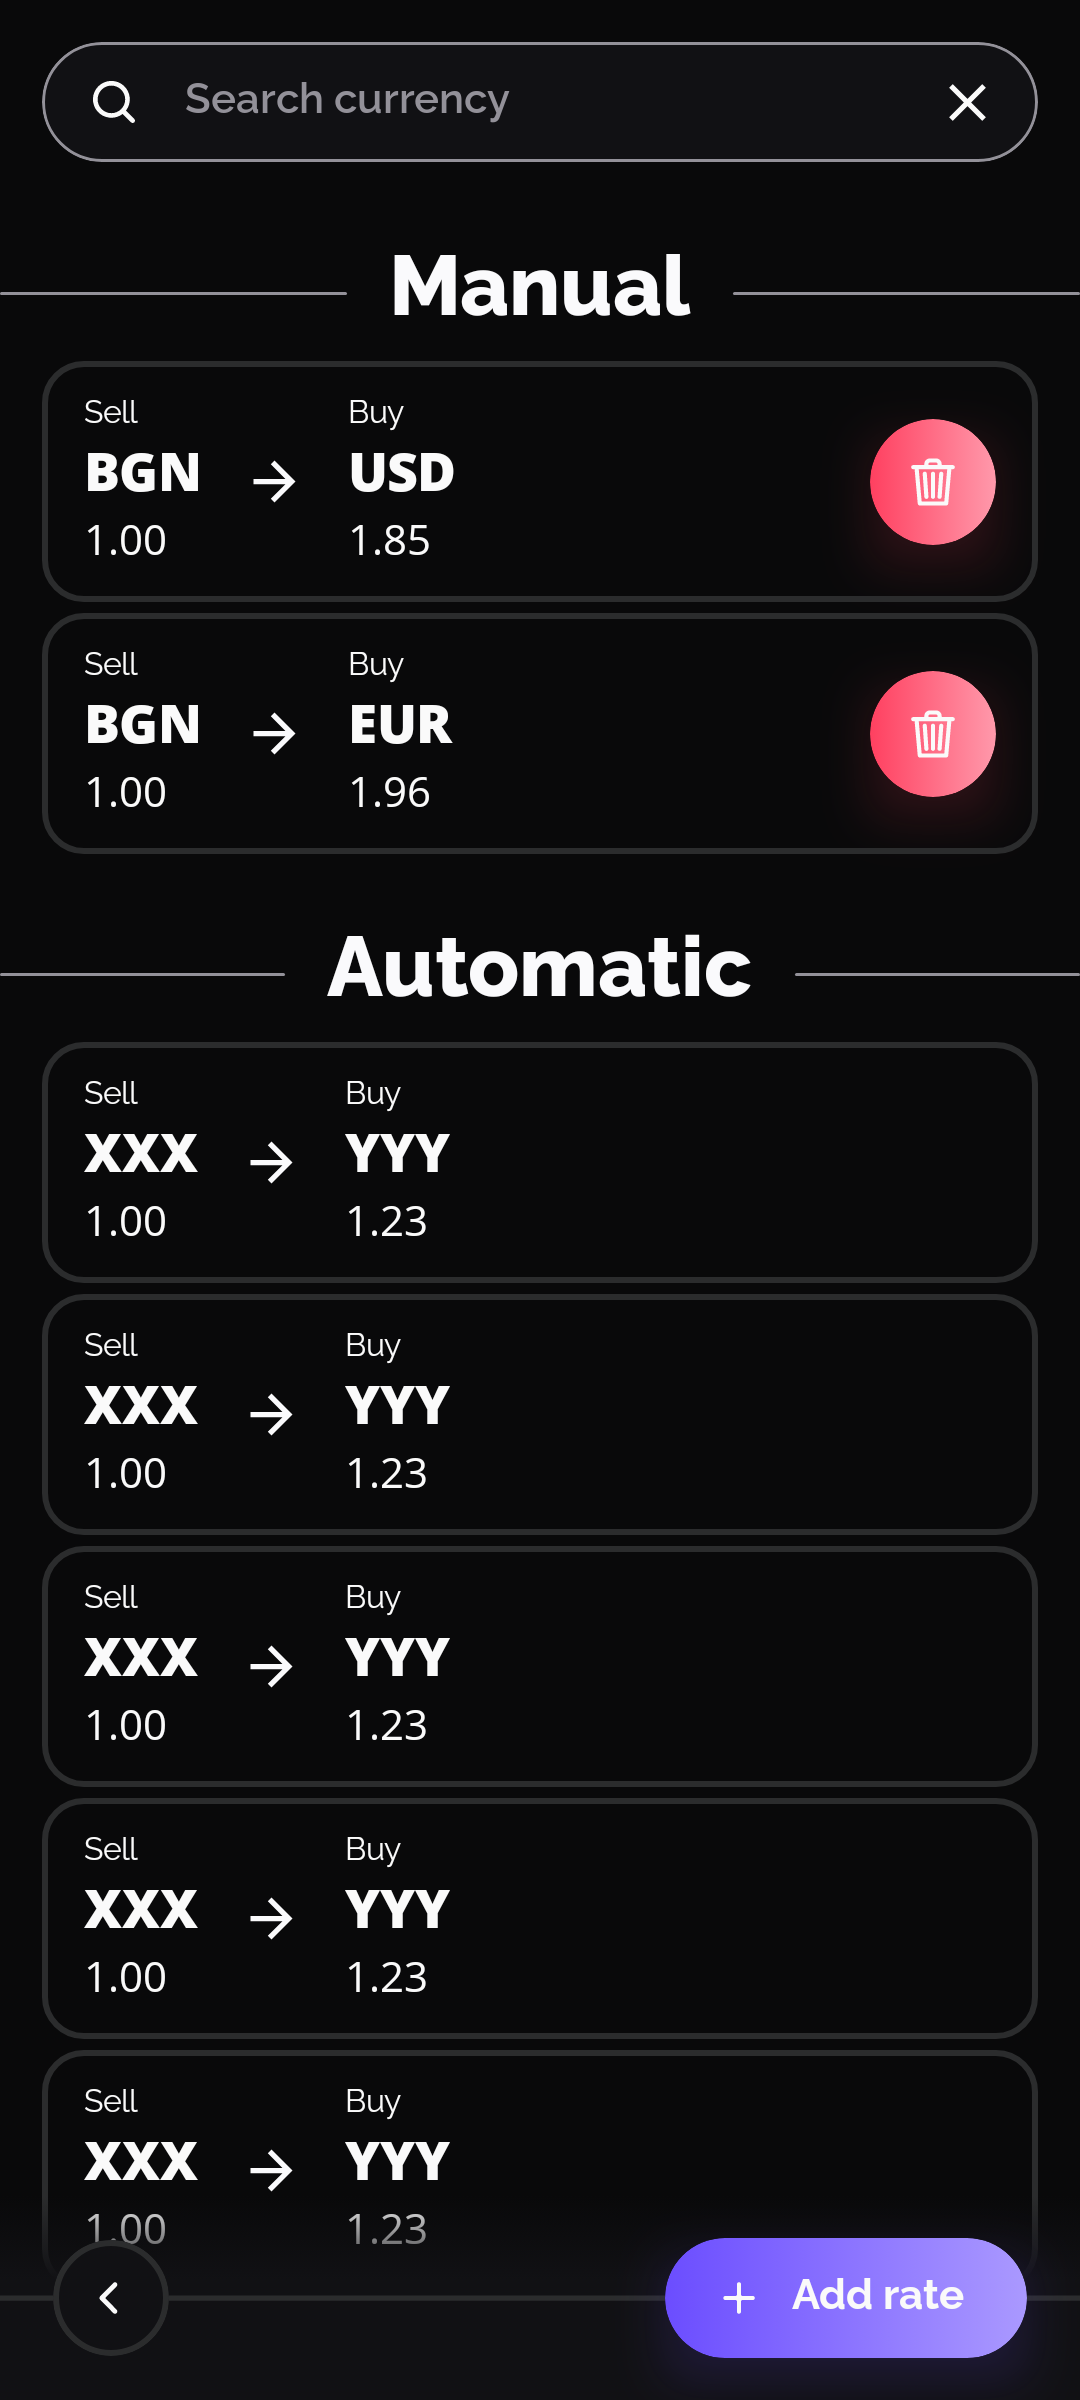 Search currency
Manual
Sell Buy
BGN USD
1.00 1.85
Sell Buy
BGN EUR
1.00 1.96
Automatic
Sell Buy
XXX YYY
1.00 1.23
Sell Buy
XXX YYY
1.00 1.23
Sell Buy
XXX YYY
1.00 1.23
Sell Buy
XXX YYY
1.00 1.23
Sell Buy
XXX YYY
1.00 1.23
Add rate